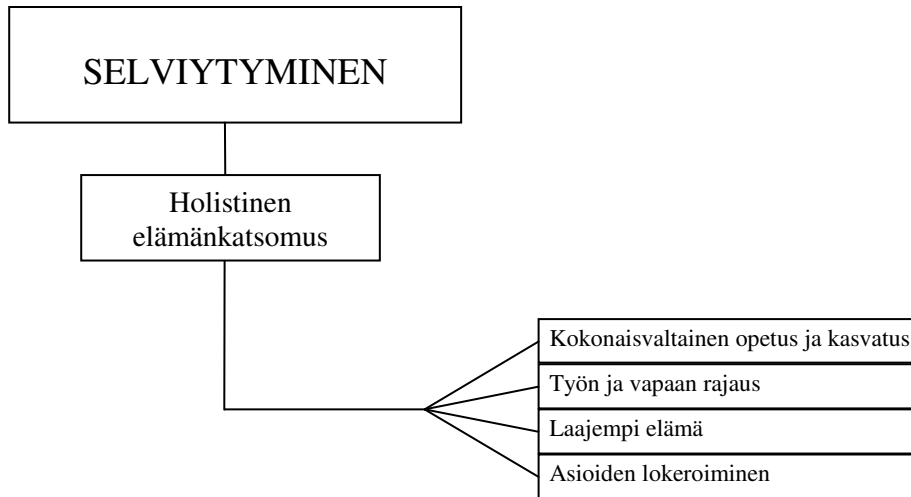 SELVIYTYMINEN
Holistinen
elämänkatsomus
Kokonaisvaltainen opetus ja kasvatus
Työn ja vapaan rajaus
Laajempi elämä
Asioiden lokeroiminen